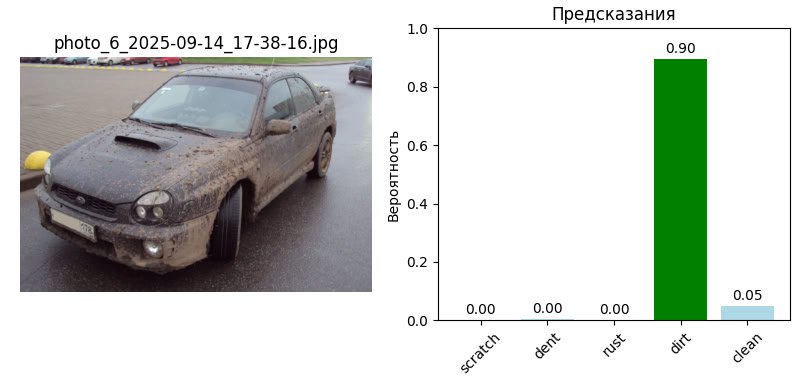 photo_6_2025-09-14_17-38-16.jpg
178
Предсказания
Вероятность
1.0
0.8
0.6
0.4
0.2
0.0
0.00
0.00
0.00
0.90
0.05
scratch
dent
rust
dirt
clean